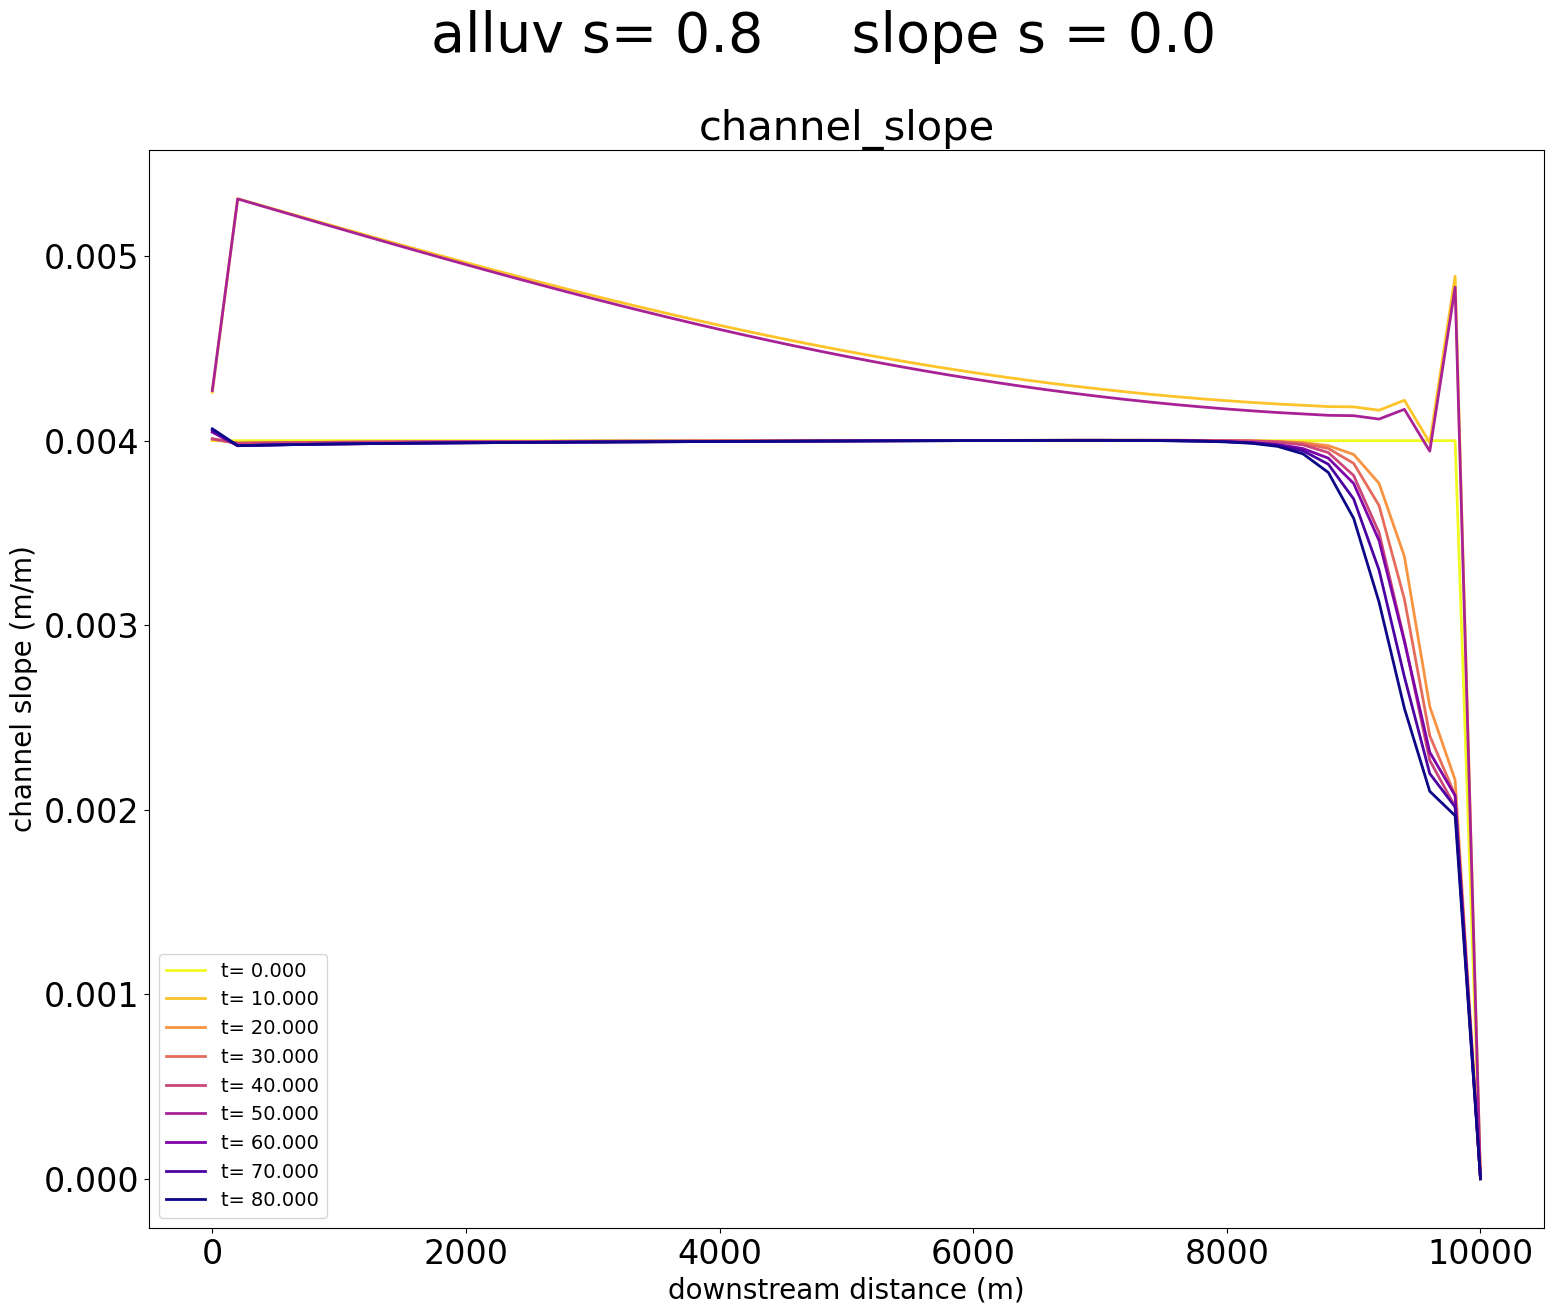 alluv s= 0.8 slope s = 0.0
channel_slope
channel slope (m/m)
0.005
0.004
0.003
0.002
0.001
0.000
t= 0.000
t= 10.000
t= 20.000
t= 30.000
t= 40.000
t= 50.000
t= 60.000
t= 70.000
t= 80.000
0 2000 4000 6000 8000 10000
downstream distance (m)